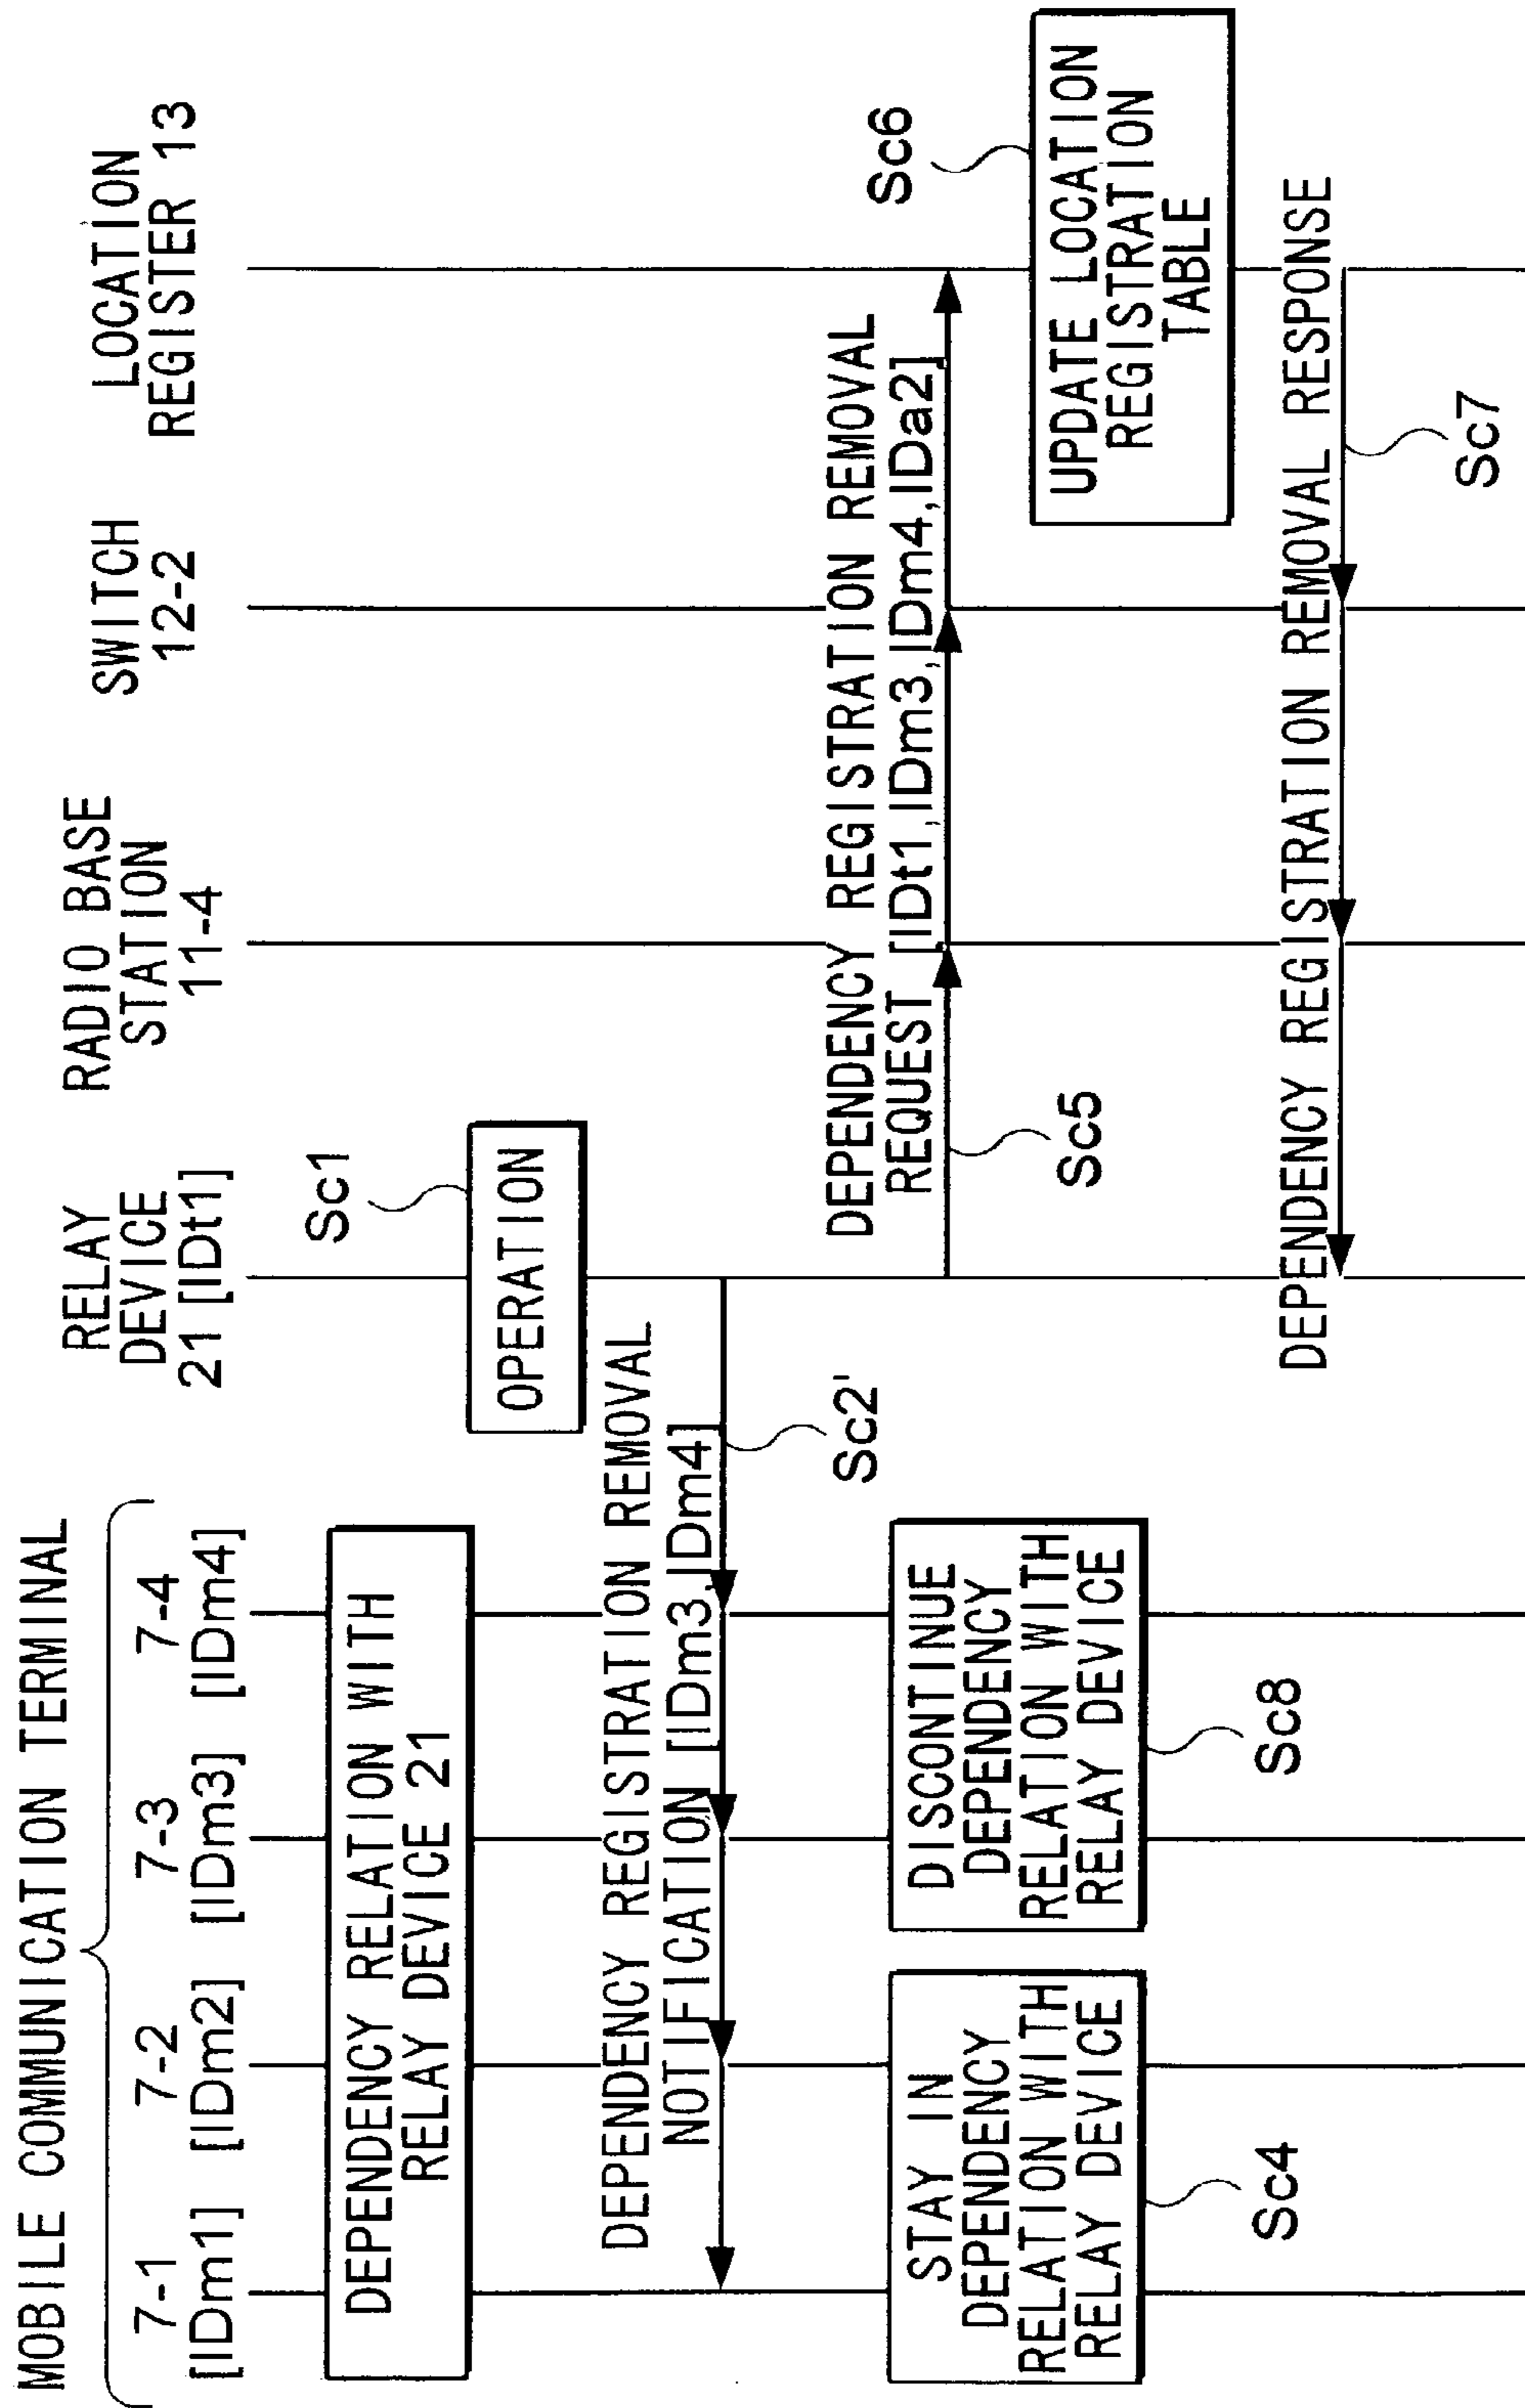 MOBILE COMMUNICATION TERMINAL
7-1
[IDm1]
7-2
[IDm2]
7-3
[IDm3]
7-4
[IDm4]
RELAY
DEVICE
21 [IDt1]
RADIO BASE
STATION
11-4
SWITCH
12-2
LOCATION
REGISTER 13
DEPENDENCY RELATION WITH
RELAY DEVICE 21
Sc1
OPERATION
DEPENDENCY REGISTRATION REMOVAL
NOTIFICATION [IDm3,IDm4]
Sc2'
DEPENDENCY REGISTRATION REMOVAL
REQUEST [IDt1,IDm3,IDm4,IDa2]
Sc5
STAY IN
DEPENDENCY
RELATION WITH
RELAY DEVICE
Sc4
DISCONTINUE
DEPENDENCY
RELATION WITH
RELAY DEVICE
Sc8
Sc6
UPDATE LOCATION
REGISTRATION
TABLE
DEPENDENCY REGISTRATION REMOVAL RESPONSE
Sc7